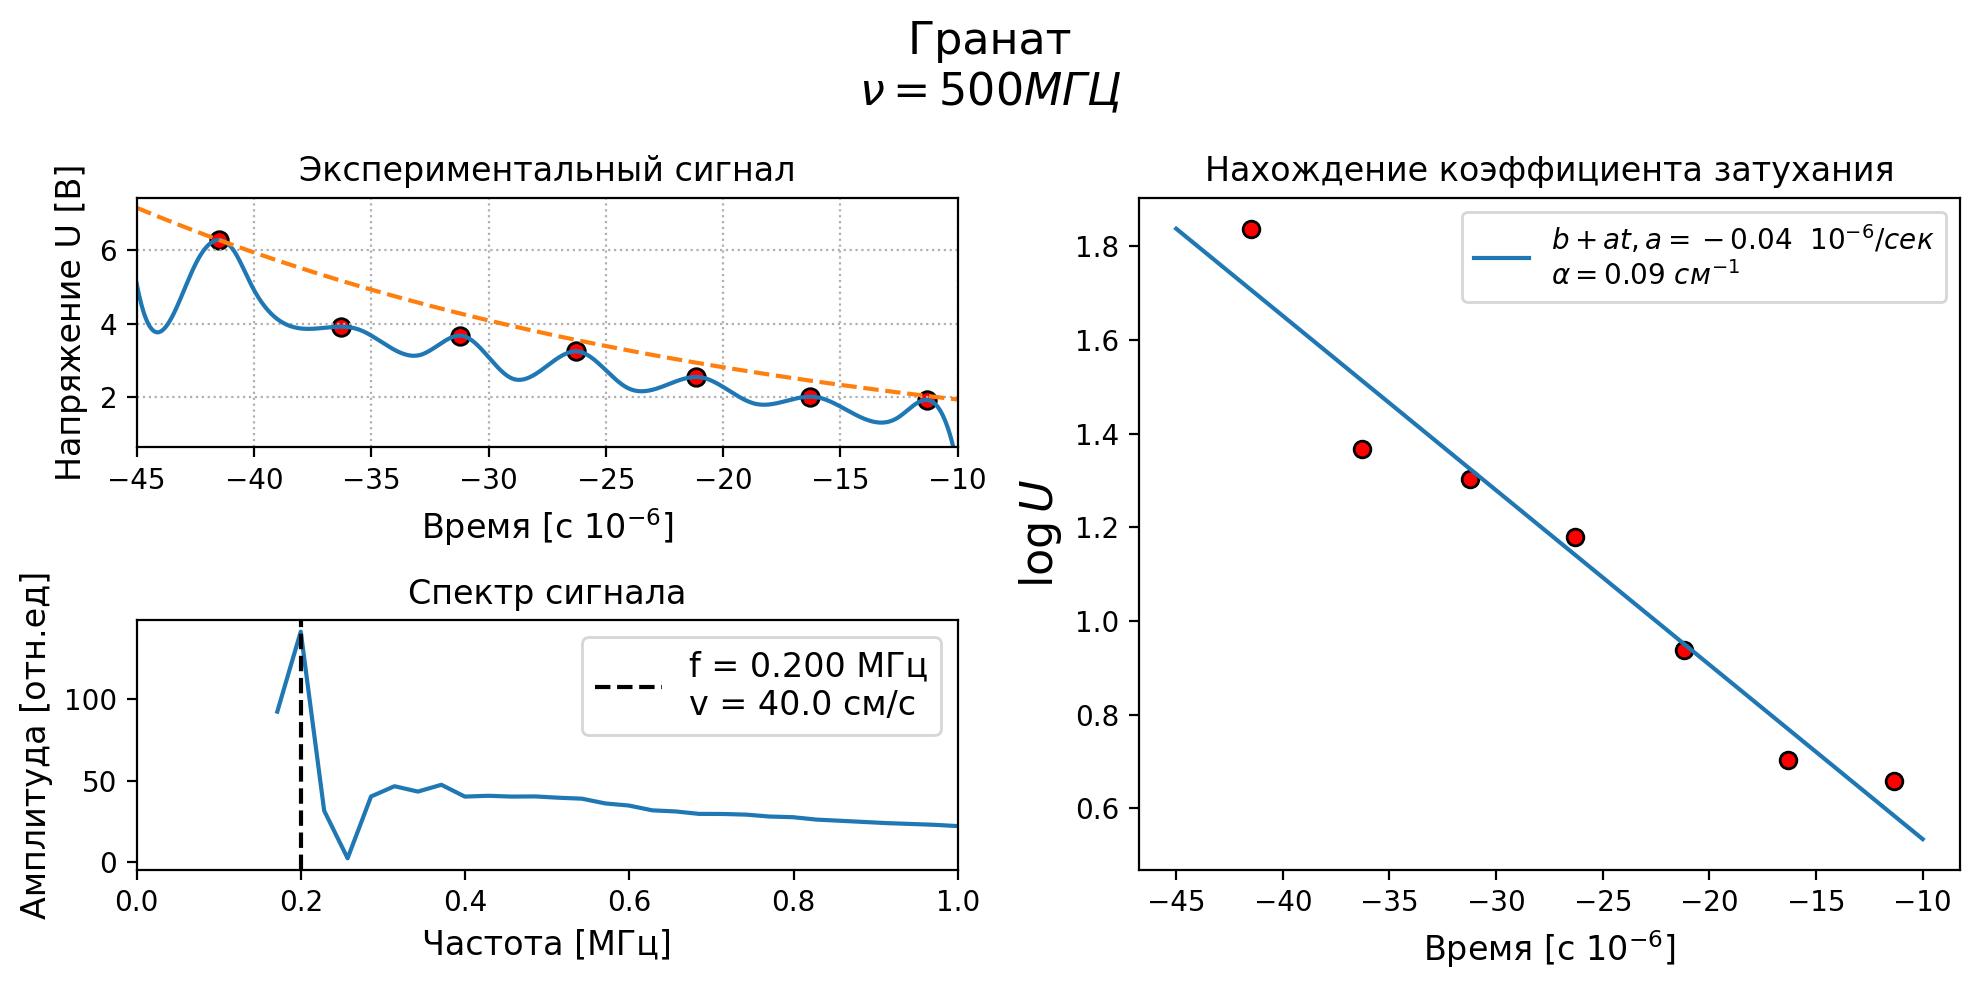 Гранат
ν = 500МГЦ
Экспериментальный сигнал
Напряжение U [В]
6
4
2
−45 −40 −35 −30 −25 −20 −15 −10
Время [с 10⁻⁶]
Спектр сигнала
Амплитуда [отн.ед]
100
50
0
f = 0.200 МГц
v = 40.0 см/с
0.0 0.2 0.4 0.6 0.8 1.0
Частота [МГц]
Нахождение коэффициента затухания
log U
1.8
1.6
1.4
1.2
1.0
0.8
0.6
b + at, a = −0.04 10⁻⁶/сек
α = 0.09 см⁻¹
−45 −40 −35 −30 −25 −20 −15 −10
Время [с 10⁻⁶]